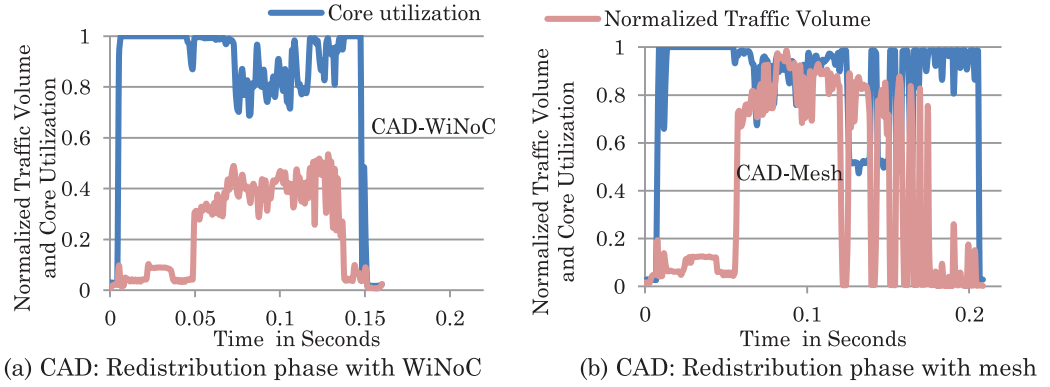 Core utilization
Normalized Traffic Volume
Normalized Traffic Volume
and Core Utilization
1
0.8
0.6
0.4
0.2
0
CAD-WiNoC
0
0.05
0.1
0.15
0.2
Time in Seconds
(a) CAD: Redistribution phase with WiNoC
Normalized Traffic Volume
and Core Utilization
1
0.8
0.6
0.4
0.2
0
CAD-Mesh
0
0.1
0.2
Time in Seconds
(b) CAD: Redistribution phase with mesh